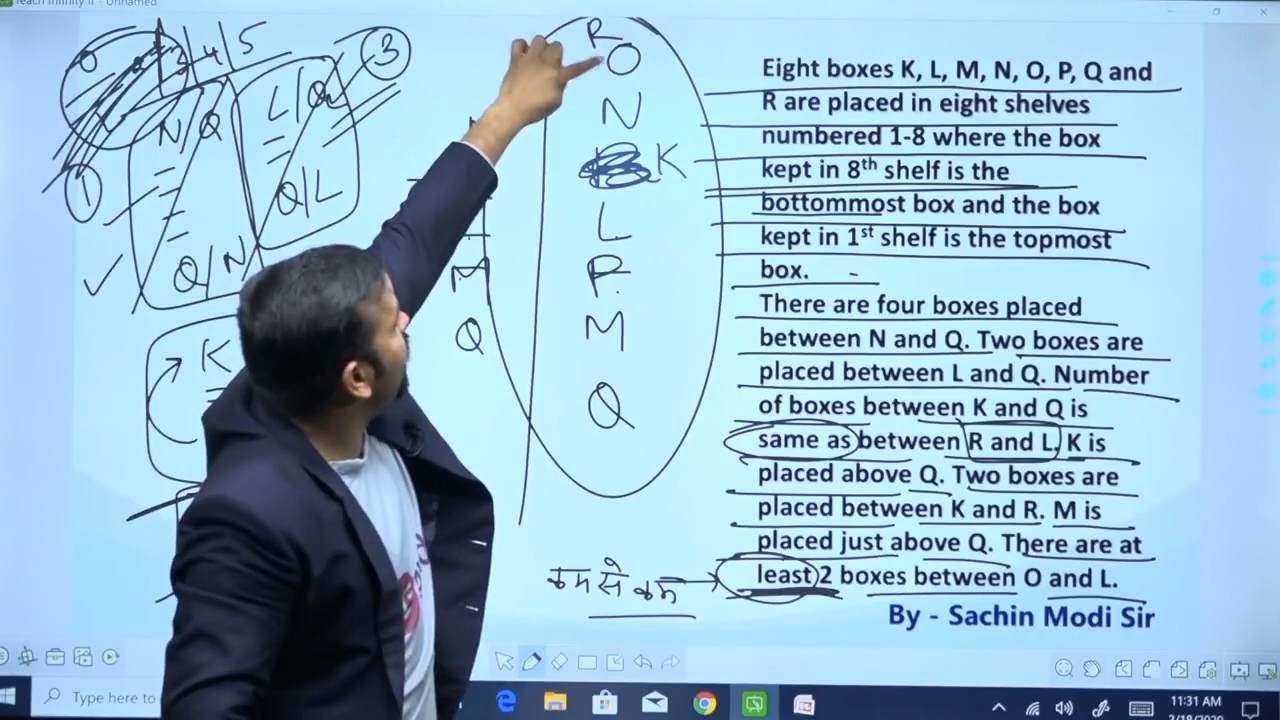 Teach Infinity II - Unnamed
Eight boxes K, L, M, N, O, P, Q and
R are placed in eight shelves
numbered 1-8 where the box
kept in 8th shelf is the
bottommost box and the box
kept in 1st shelf is the topmost
box.
There are four boxes placed
between N and Q. Two boxes are
placed between L and Q. Number
of boxes between K and Q is
same as between R and L. K is
placed above Q. Two boxes are
placed between K and R. M is
placed just above Q. There are at
least 2 boxes between O and L.
By - Sachin Modi Sir
3/4/5
3
L/Q
N/Q
1
Q/L
Q/N
K
M
Q
R
O
N
K
L
P
M
Q
कम से कम
Type here to
11:31 AM
2/18/2020